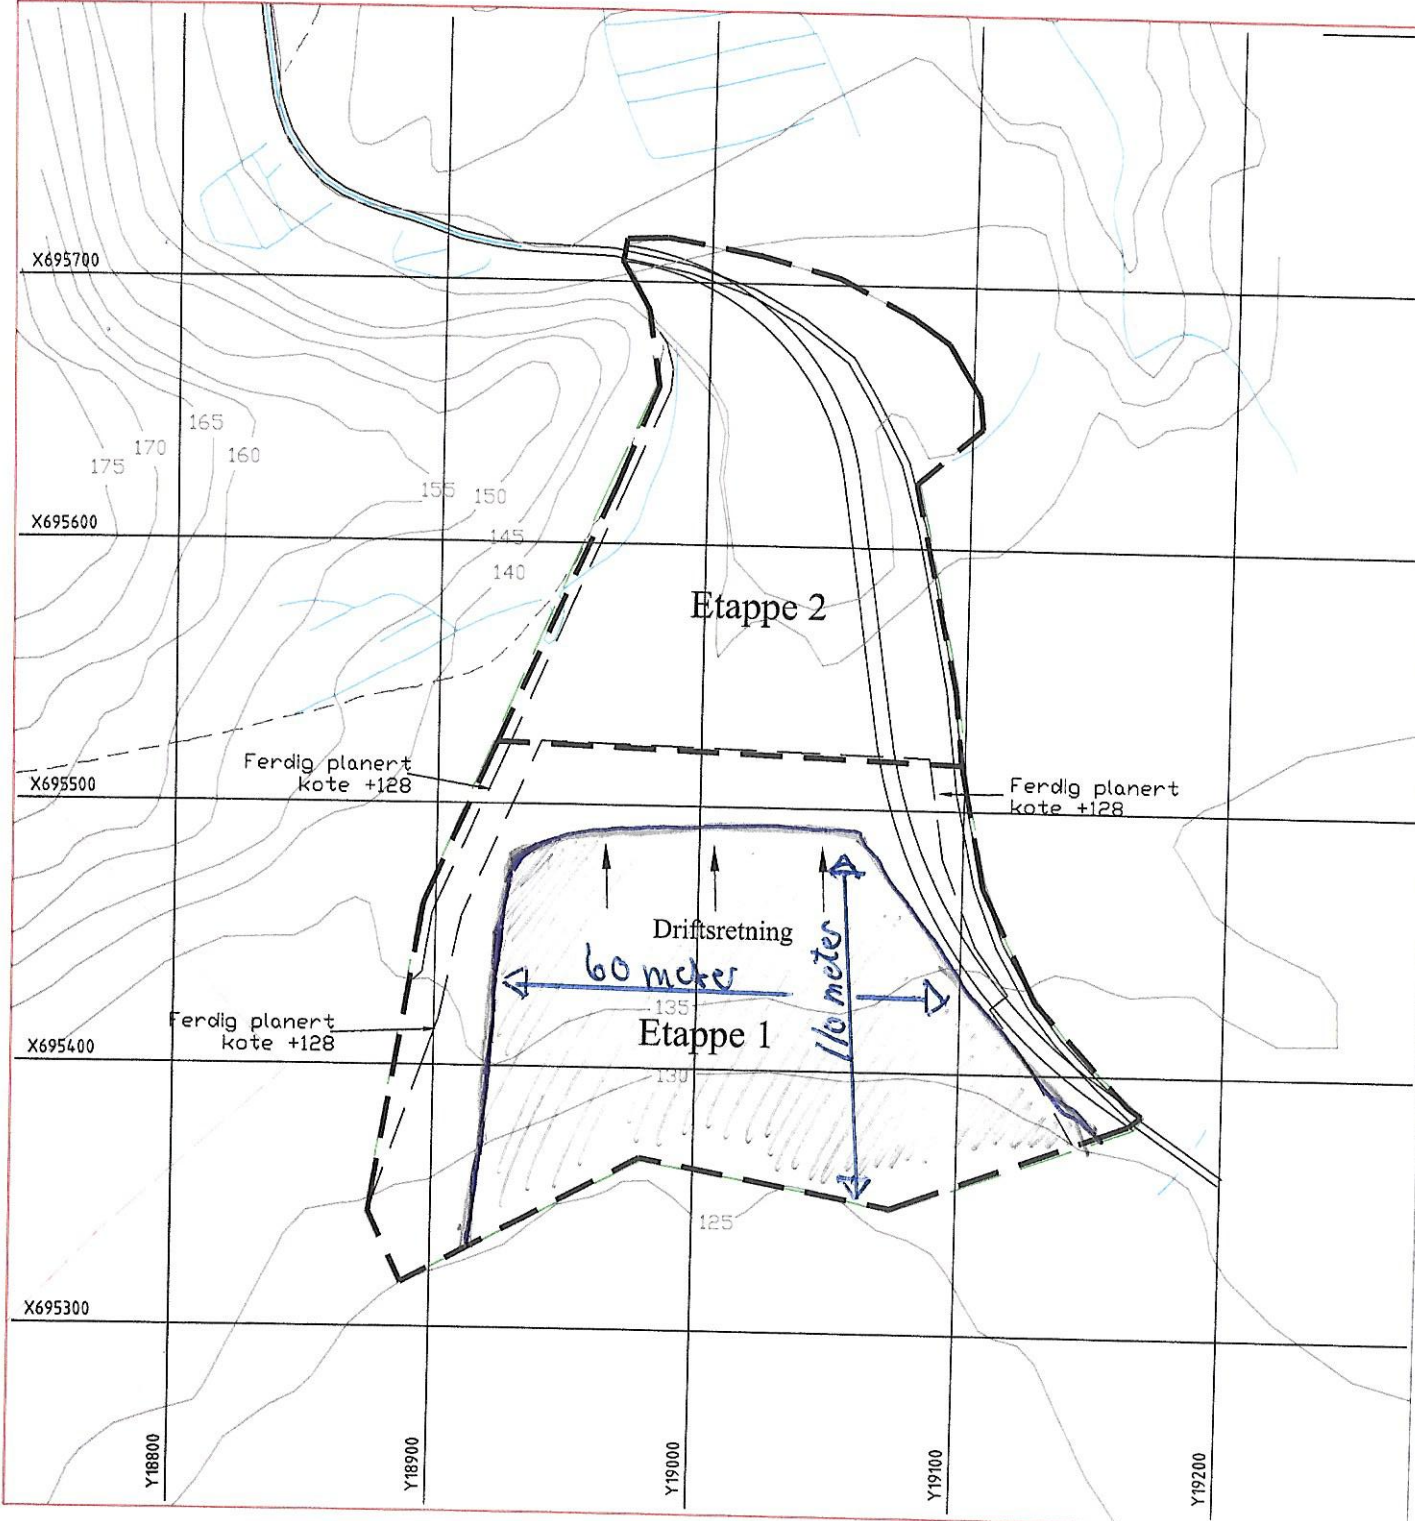 X695700
165
170
160
175
155
150
X695600
145
140
Etappe 2
Ferdig planert
kote +128
X695500
Ferdig planert
kote +128
Driftsretning
60 meter
110 meter
135
Ferdig planert
kote +128
Etappe 1
X695400
130
125
X695300
Y18800
Y18900
Y19000
Y19100
Y19200